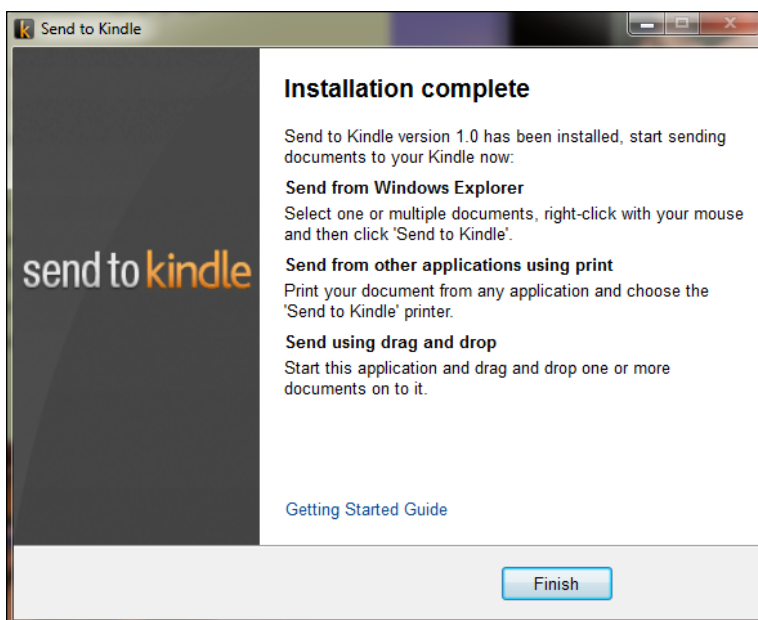 Send to Kindle
Installation complete
Send to Kindle version 1.0 has been installed, start sending
documents to your Kindle now:
Send from Windows Explorer
Select one or multiple documents, right-click with your mouse
and then click 'Send to Kindle'.
send to kindle
Send from other applications using print
Print your document from any application and choose the
'Send to Kindle' printer.
Send using drag and drop
Start this application and drag and drop one or more
documents on to it.
Getting Started Guide
Finish